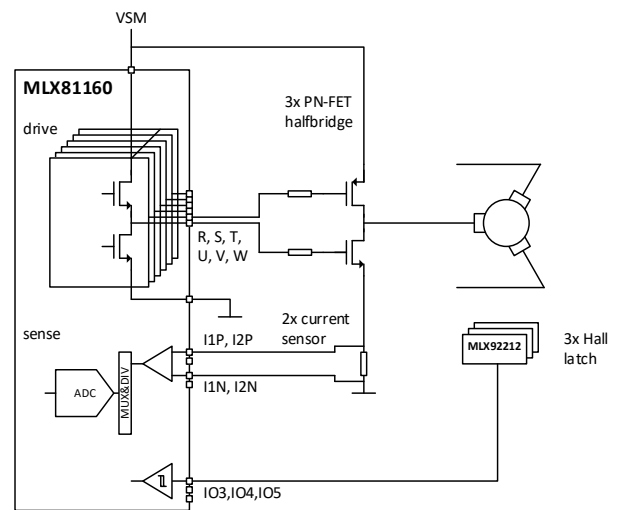 VSM
MLX81160
drive
3x PN-FET
halfbridge
R, S, T,
U, V, W
sense
I1P, I2P
2x current
sensor
I1N, I2N
MLX92212
3x Hall
latch
ADC
MUX&DIV
IO3,IO4,IO5